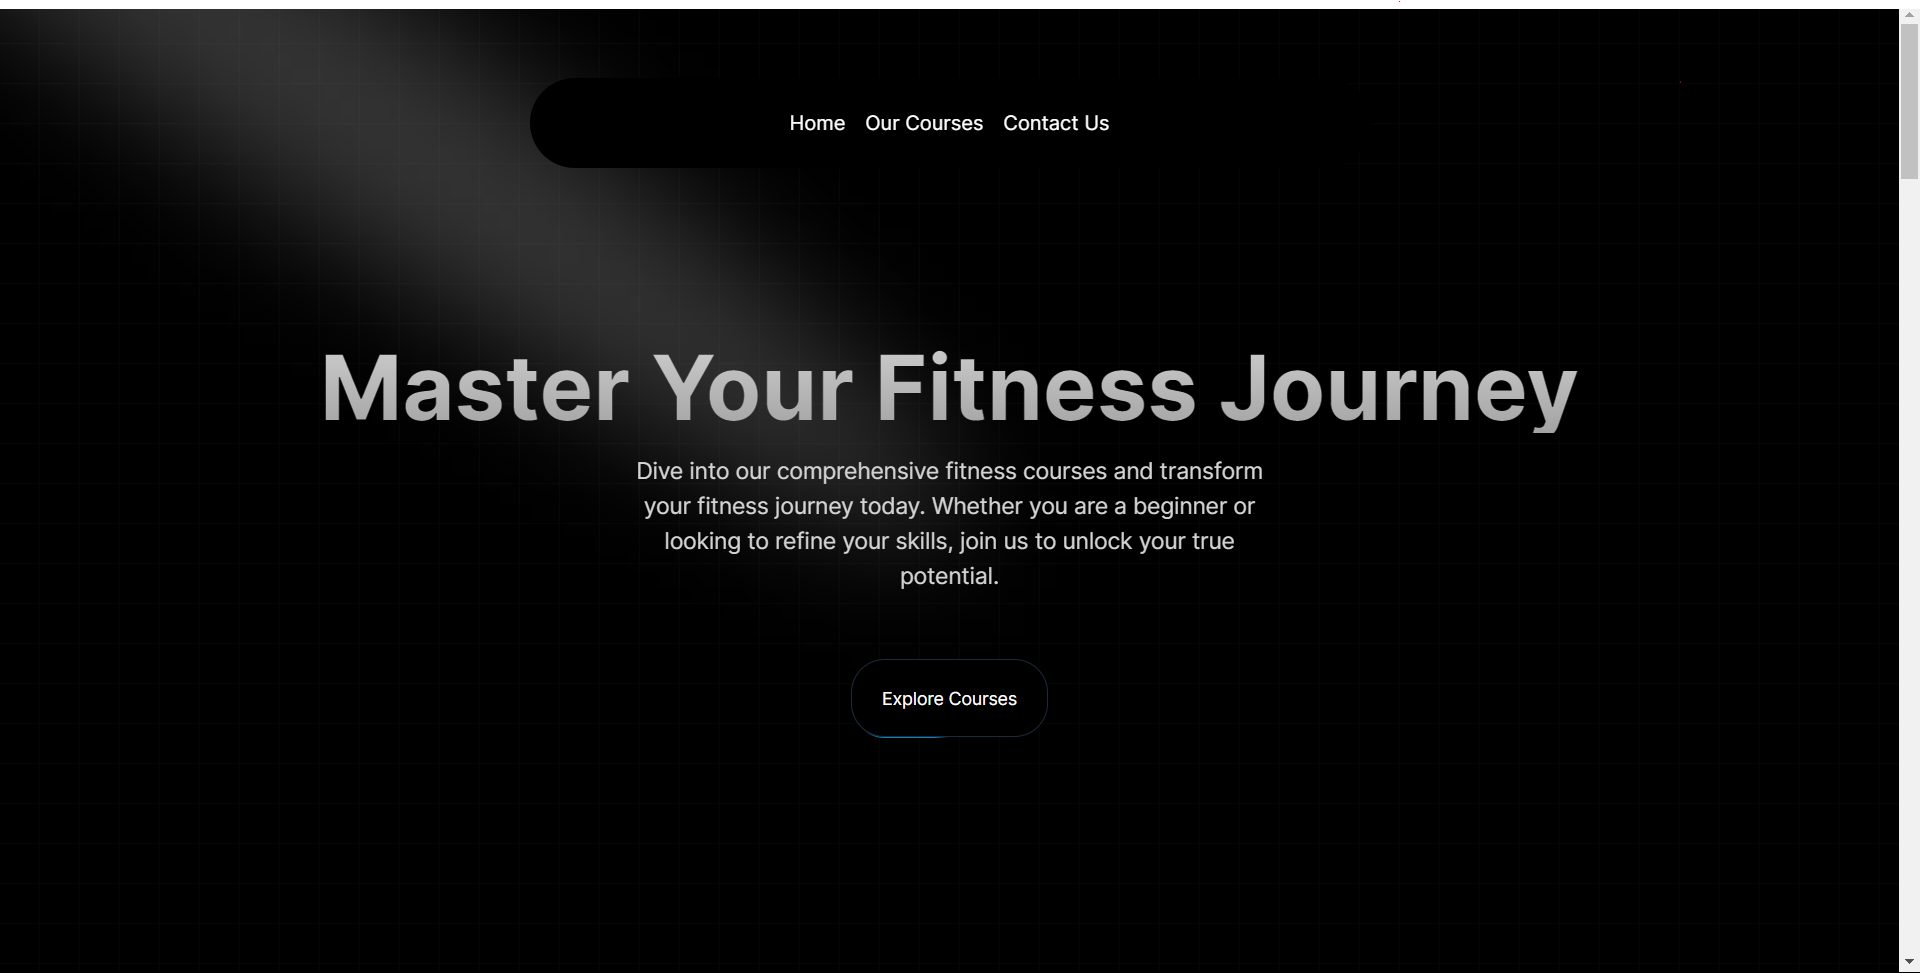 Home Our Courses Contact Us
Master Your Fitness Journey
Dive into our comprehensive fitness courses and transform
your fitness journey today. Whether you are a beginner or
looking to refine your skills, join us to unlock your true
potential.
Explore Courses